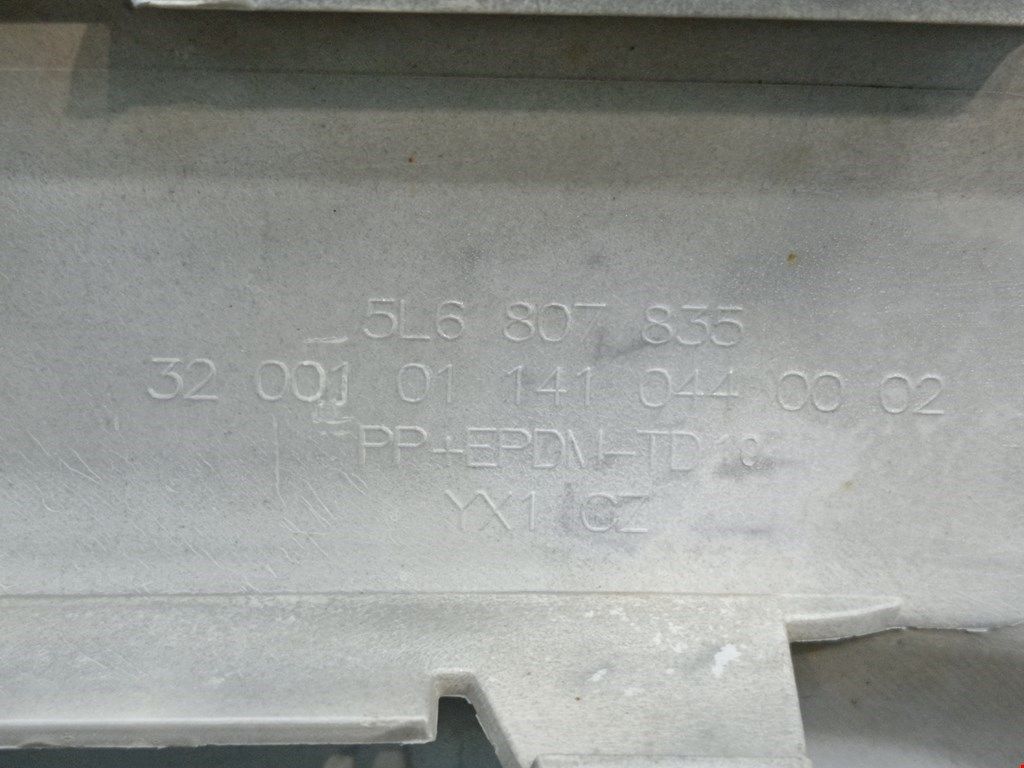 5L6 807 835
32 001 01 141 044 00 02
PP+EPDM-TD10
YX1 CZ